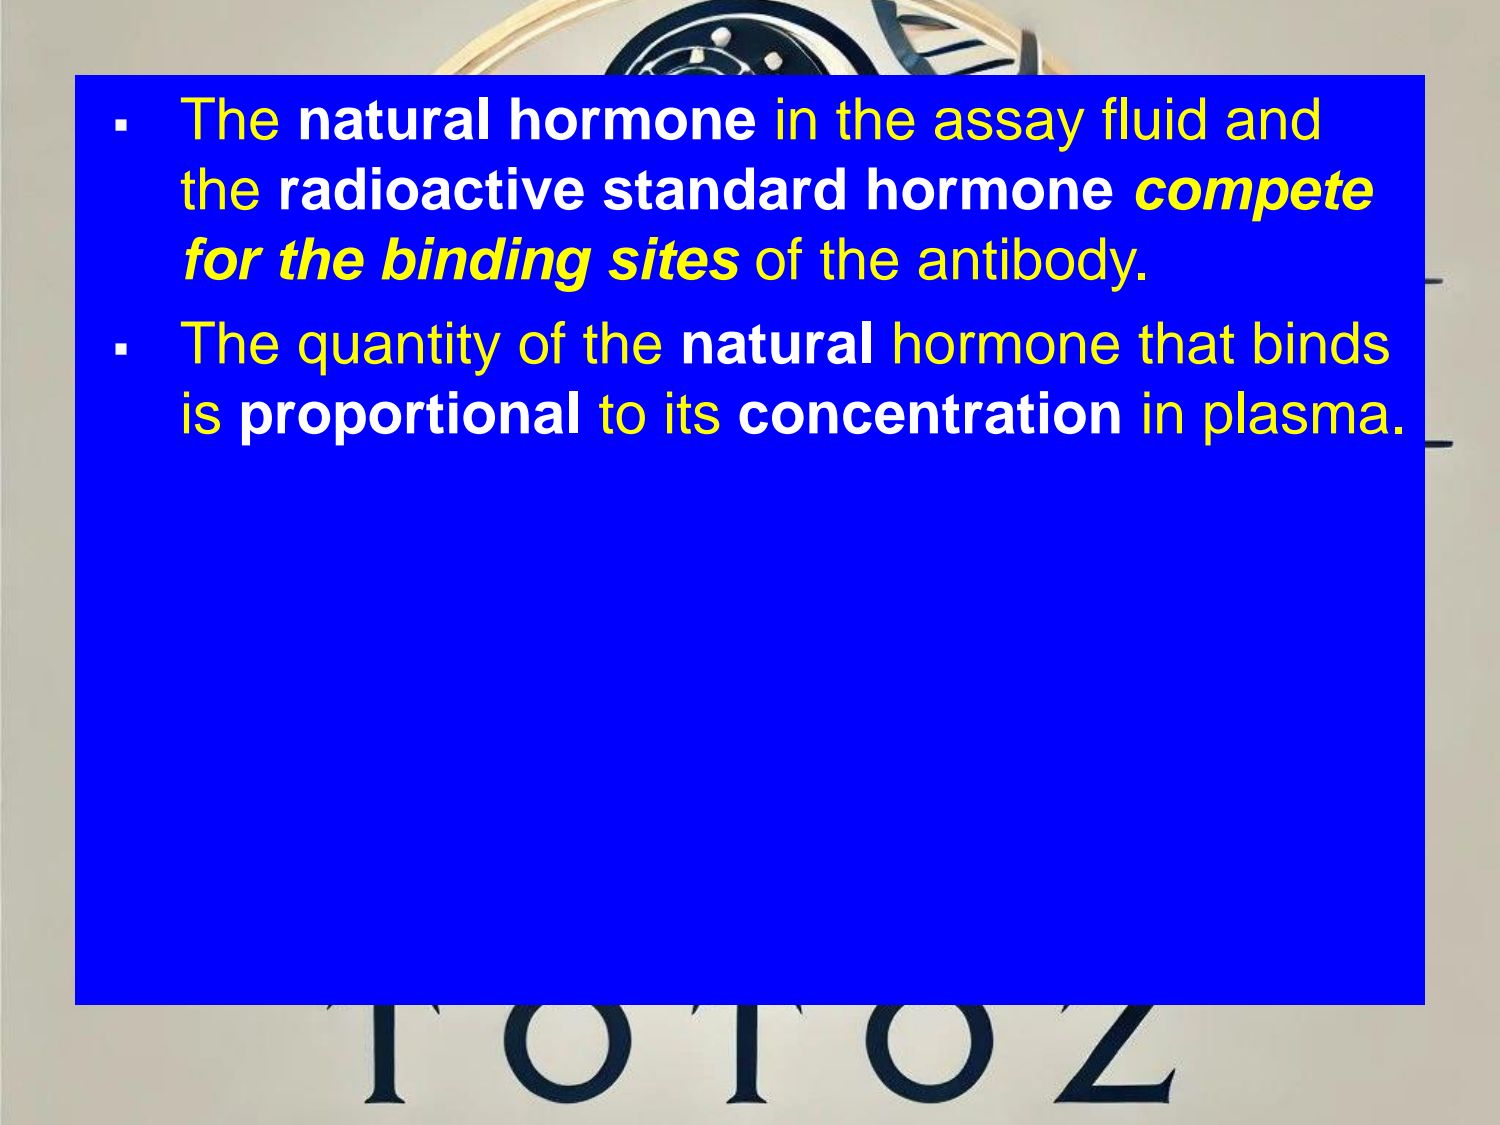 ▪ The natural hormone in the assay fluid and
the radioactive standard hormone compete
for the binding sites of the antibody.
▪ The quantity of the natural hormone that binds
is proportional to its concentration in plasma.
TOTOZ